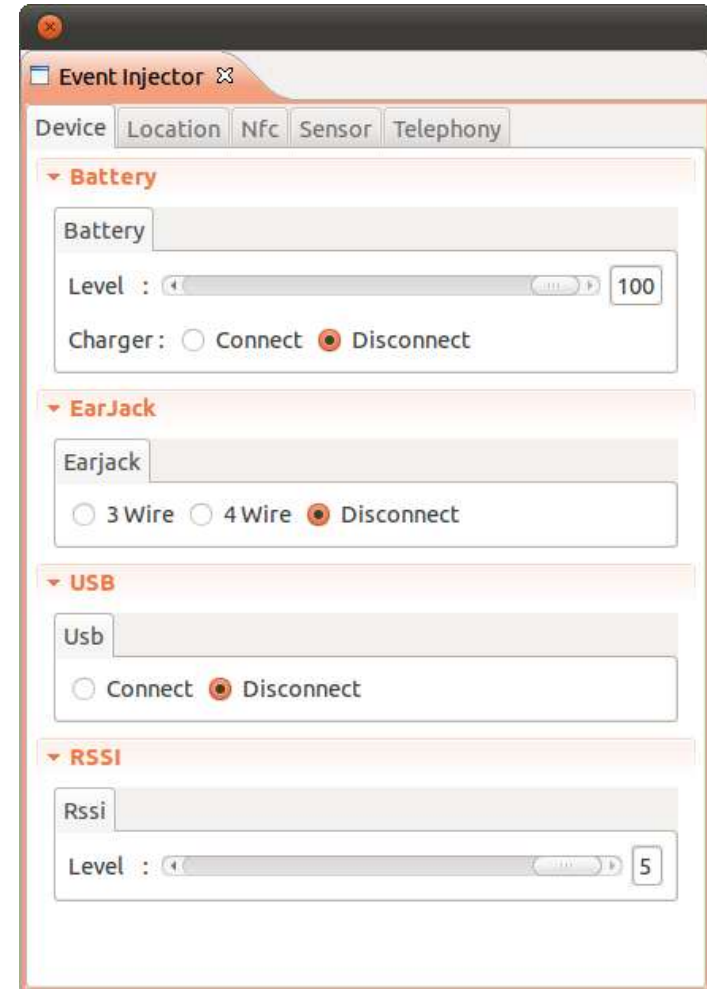 Event Injector
Device Location Nfc Sensor Telephony
Battery
Battery
Level : 100
Charger : Connect Disconnect
EarJack
Earjack
3 Wire 4 Wire Disconnect
USB
Usb
Connect Disconnect
RSSI
Rssi
Level : 5